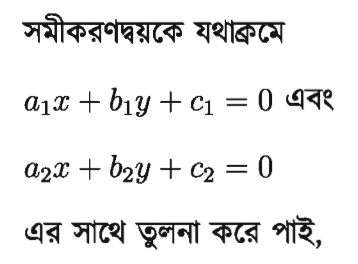 সমীকরণদ্বয়কে যথাক্রমে
a₁x + b₁y + c₁ = 0 এবং
a₂x + b₂y + c₂ = 0
এর সাথে তুলনা করে পাই,